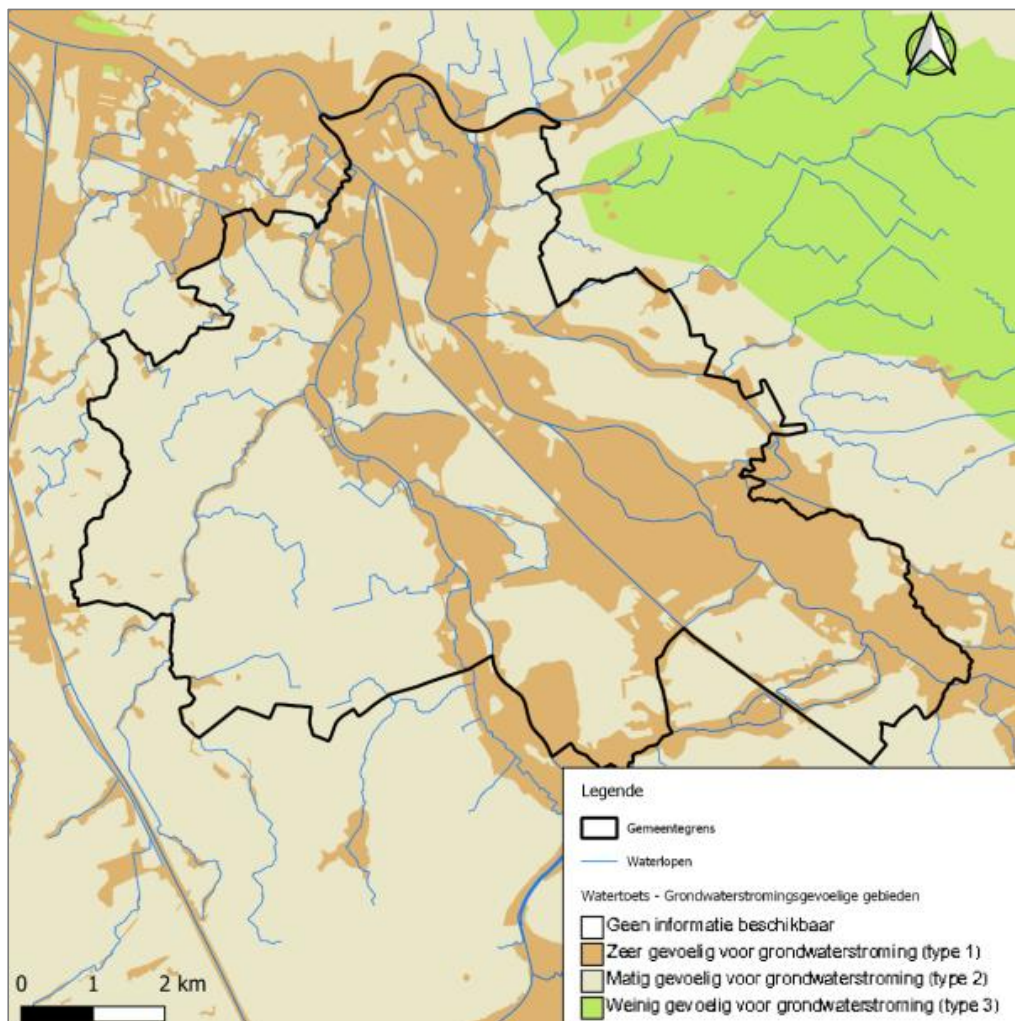 Legende
Gemeentegrens
Waterlopen
Watertoets - Grondwaterstromingsgevoelige gebieden
Geen informatie beschikbaar
Zeer gevoelig voor grondwaterstroming (type 1)
Matig gevoelig voor grondwaterstroming (type 2)
Weinig gevoelig voor grondwaterstroming (type 3)
0 1 2 km